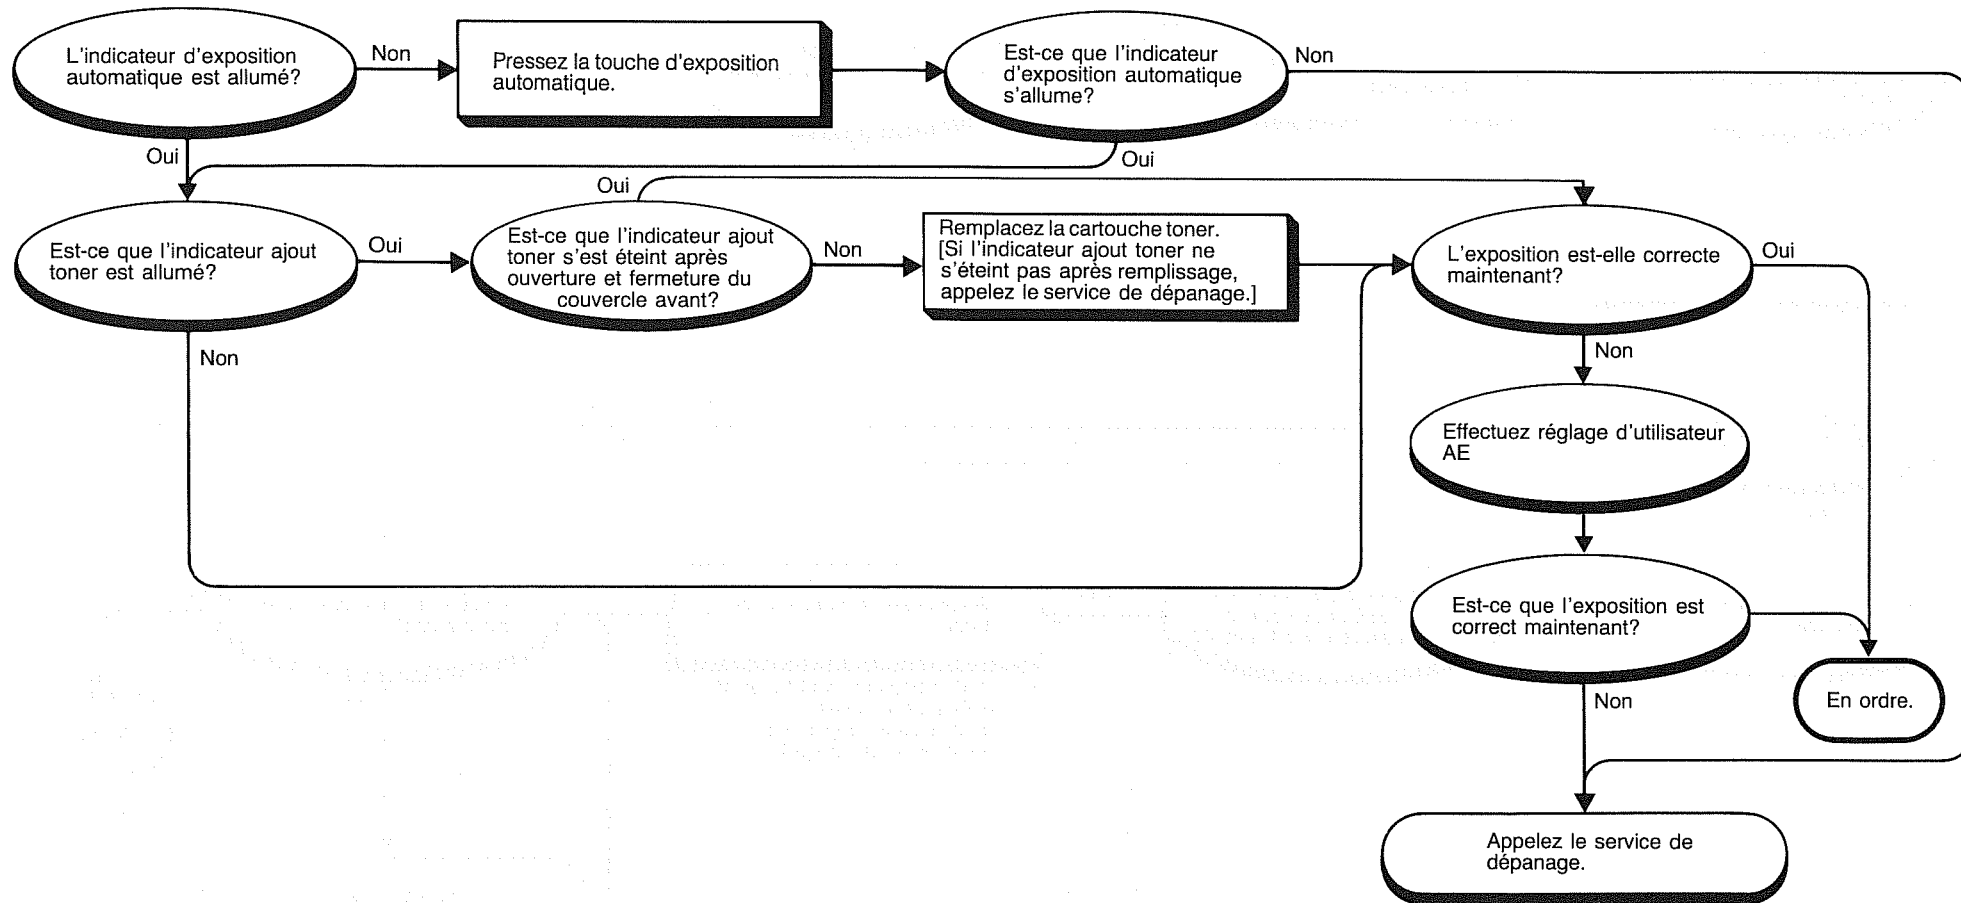 L'indicateur d'exposition
automatique est allumé?
Non
Pressez la touche d'exposition
automatique.
Est-ce que l'indicateur
d'exposition automatique
s'allume?
Non
Oui
Oui
Oui
Est-ce que l'indicateur ajout
toner est allumé?
Oui
Est-ce que l'indicateur ajout
toner s'est éteint après
ouverture et fermeture du
couvercle avant?
Non
Remplacez la cartouche toner.
[Si l'indicateur ajout toner ne
s'éteint pas après remplissage,
appelez le service de dépanage.]
L'exposition est-elle correcte
maintenant?
Oui
Non
Non
Effectuez réglage d'utilisateur
AE
Est-ce que l'exposition est
correct maintenant?
Non
En ordre.
Appelez le service de
dépanage.